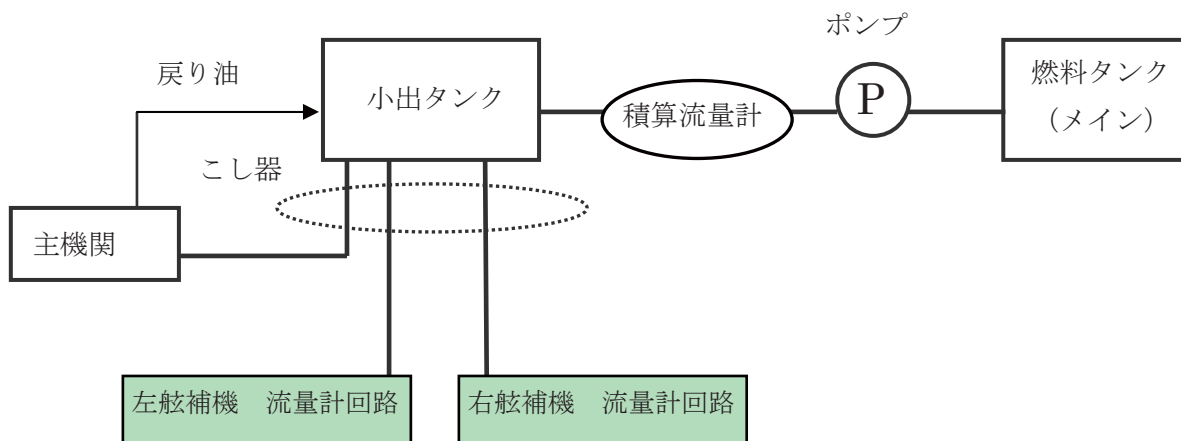 ポンプ
戻り油
小出タンク
積算流量計
P
燃料タンク
（メイン）
こし器
主機関
左舷補機　流量計回路
右舷補機　流量計回路